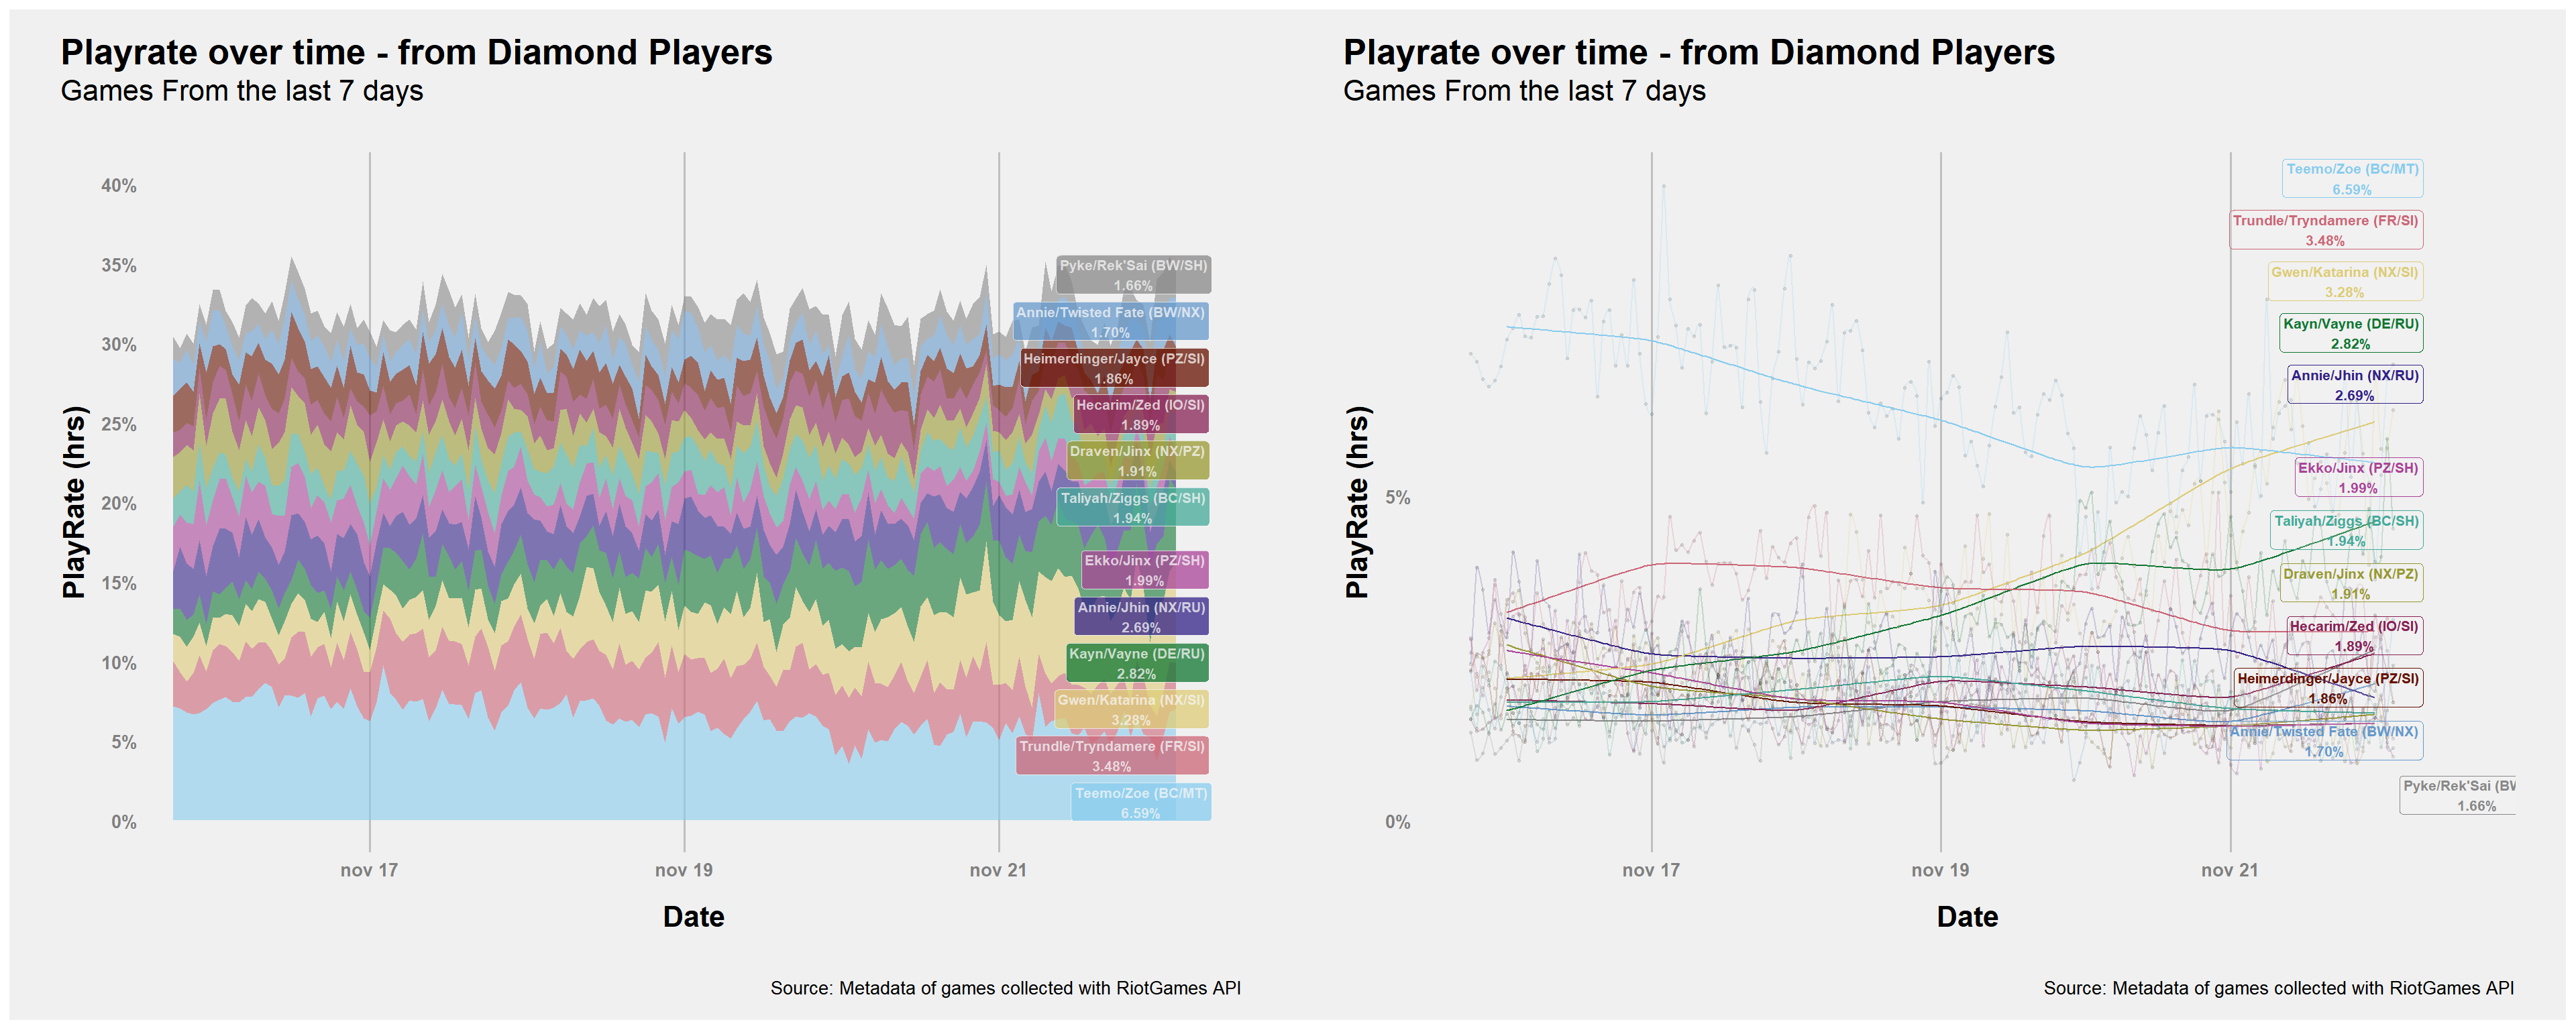 Playrate over time - from Diamond Players
Games From the last 7 days
PlayRate (hrs)
40%
35%
30%
25%
20%
15%
10%
5%
0%
Pyke/Rek'Sai (BW/SH)
1.66%
Annie/Twisted Fate (BW/NX)
1.70%
Heimerdinger/Jayce (PZ/SI)
1.86%
Hecarim/Zed (IO/SI)
1.89%
Draven/Jinx (NX/PZ)
1.91%
Taliyah/Ziggs (BC/SH)
1.94%
Ekko/Jinx (PZ/SH)
1.99%
Annie/Jhin (NX/RU)
2.69%
Kayn/Vayne (DE/RU)
2.82%
Gwen/Katarina (NX/SI)
3.28%
Trundle/Tryndamere (FR/SI)
3.48%
Teemo/Zoe (BC/MT)
6.59%
nov 17
nov 19
nov 21
Date
Source: Metadata of games collected with RiotGames API
Playrate over time - from Diamond Players
Games From the last 7 days
PlayRate (hrs)
5%
0%
Teemo/Zoe (BC/MT)
6.59%
Trundle/Tryndamere (FR/SI)
3.48%
Gwen/Katarina (NX/SI)
3.28%
Kayn/Vayne (DE/RU)
2.82%
Annie/Jhin (NX/RU)
2.69%
Ekko/Jinx (PZ/SH)
1.99%
Taliyah/Ziggs (BC/SH)
1.94%
Draven/Jinx (NX/PZ)
1.91%
Hecarim/Zed (IO/SI)
1.89%
Heimerdinger/Jayce (PZ/SI)
1.86%
Annie/Twisted Fate (BW/NX)
1.70%
Pyke/Rek'Sai (BW
1.66%
nov 17
nov 19
nov 21
Date
Source: Metadata of games collected with RiotGames API